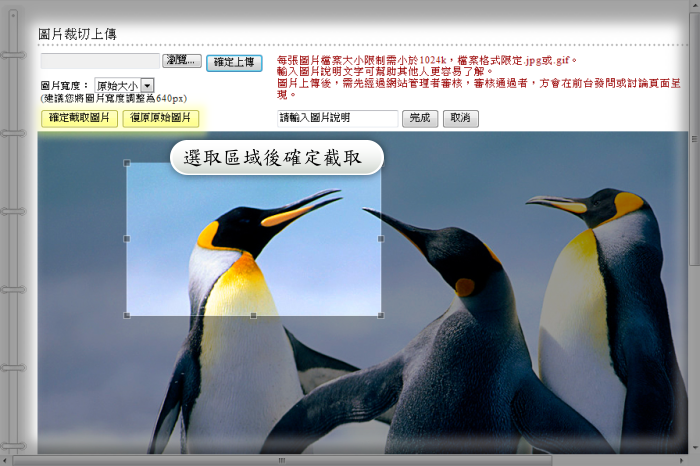 圖片裁切上傳
瀏覽... 確定上傳
每張圖片檔案大小限制需小於1024k，檔案格式限定.jpg或.gif。
輸入圖片說明文字可幫助其他人更容易了解。
圖片上傳後，需先經過網站管理者審核，審核通過者，方會在前台發問或討論頁面呈
現。
圖片寬度： 原始大小
(建議您將圖片寬度調整為640px)
確定截取圖片 復原原始圖片
請輸入圖片說明 完成 取消
選取區域後確定截取